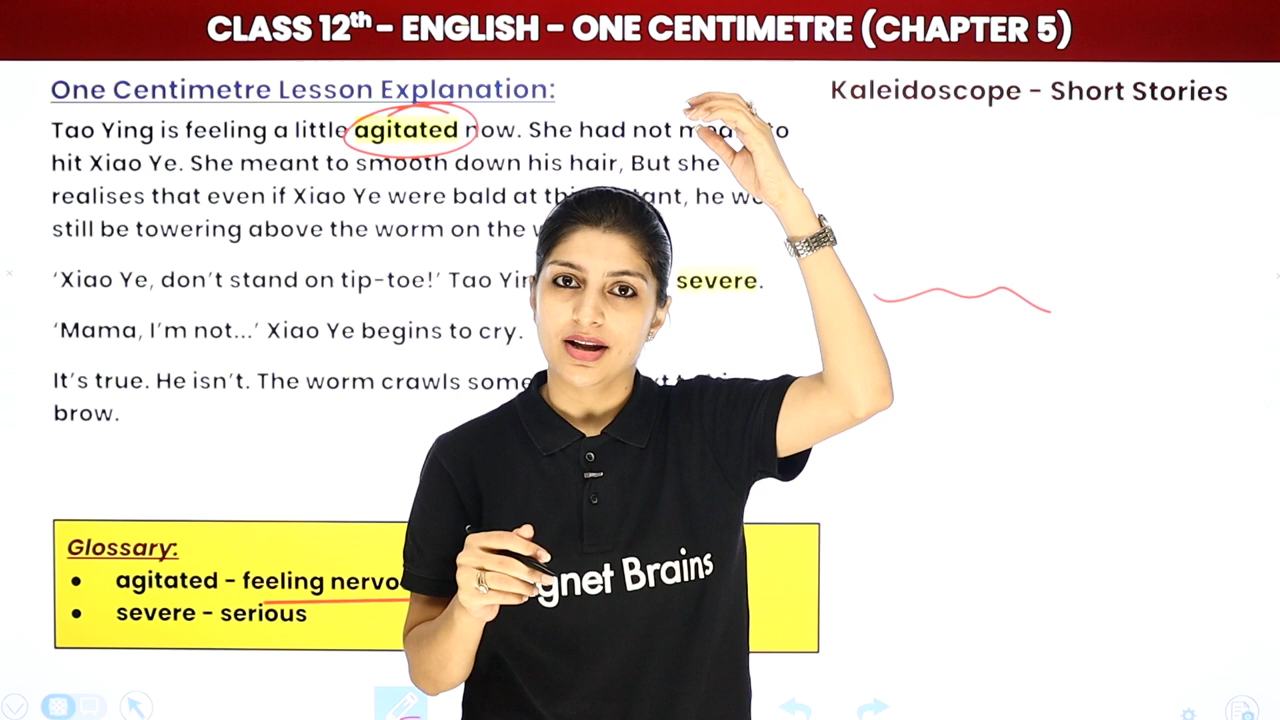 CLASS 12th - ENGLISH - ONE CENTIMETRE (CHAPTER 5)
One Centimetre Lesson Explanation:
Kaleidoscope - Short Stories
Tao Ying is feeling a little agitated now. She had not to
hit Xiao Ye. She meant to smooth down his hair, But she
realises that even if Xiao Ye were bald at he
still be towering above the worm on the
'Xiao Ye, don't stand on tip-toe!' Tao severe.
'Mama, I'm not...' Xiao Ye begins to cry.
It's true. He isn't. The worm crawls
brow.
Glossary:
• agitated - feeling
• severe - serious
gnet Brains